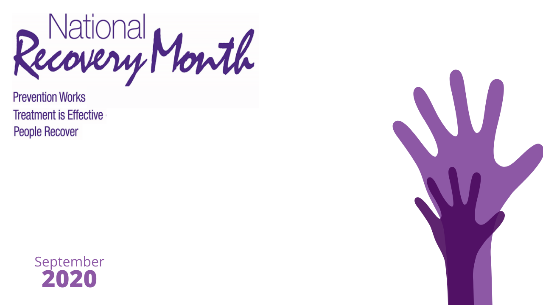 National
Recovery Month
Prevention Works
Treatment is Effective
People Recover
September
2020